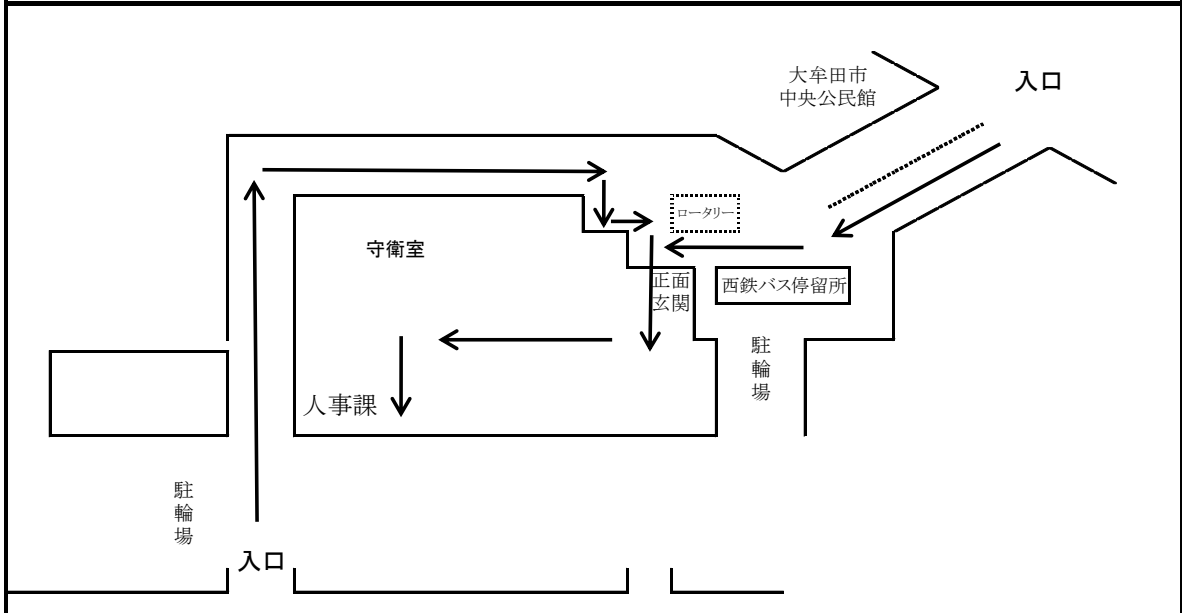 大牟田市
中央公民館
入口
ロータリー
守衛室
正面
玄関
西鉄バス停留所
駐輪場
人事課
駐輪場
入口